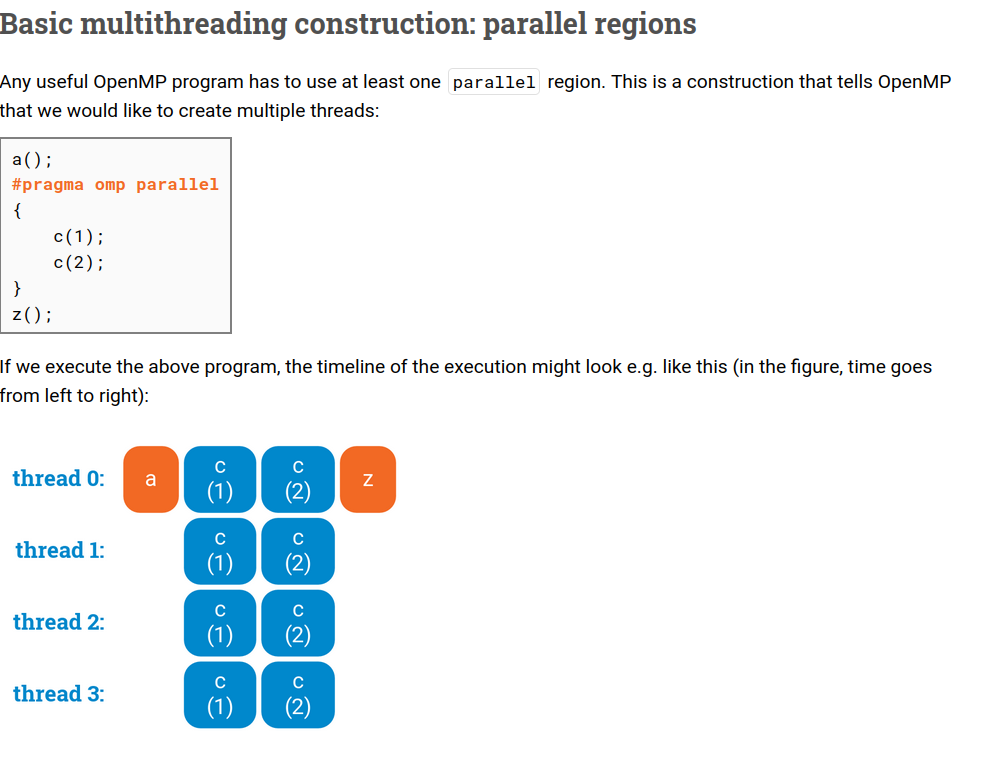 Basic multithreading construction: parallel regions
Any useful OpenMP program has to use at least one parallel region. This is a construction that tells OpenMP
that we would like to create multiple threads:
a();
#pragma omp parallel
{
    c(1);
    c(2);
}
z();
If we execute the above program, the timeline of the execution might look e.g. like this (in the figure, time goes
from left to right):
thread 0: a c (1) c (2) z
thread 1: c (1) c (2)
thread 2: c (1) c (2)
thread 3: c (1) c (2)